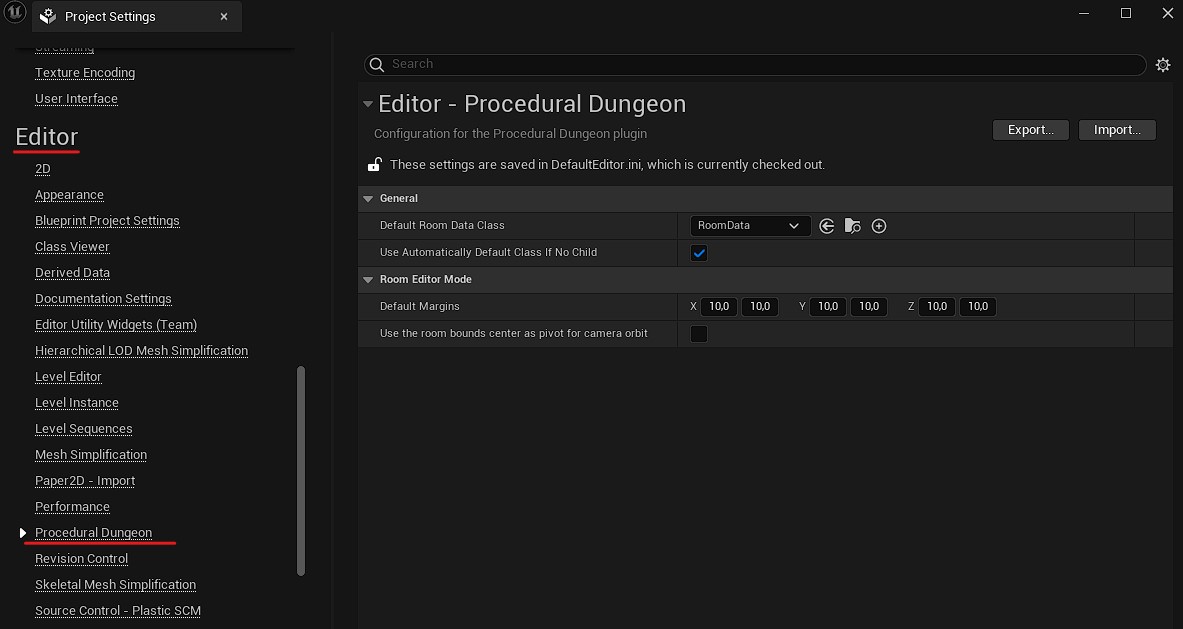 Project Settings
Streaming
Texture Encoding
User Interface
Editor
2D
Appearance
Blueprint Project Settings
Class Viewer
Derived Data
Documentation Settings
Editor Utility Widgets (Team)
Hierarchical LOD Mesh Simplification
Level Editor
Level Instance
Level Sequences
Mesh Simplification
Paper2D - Import
Performance
Procedural Dungeon
Revision Control
Skeletal Mesh Simplification
Source Control - Plastic SCM
Search
Editor - Procedural Dungeon
Configuration for the Procedural Dungeon plugin
Export... Import...
These settings are saved in DefaultEditor.ini, which is currently checked out.
General
Default Room Data Class RoomData
Use Automatically Default Class If No Child
Room Editor Mode
Default Margins X 10,0 10,0 Y 10,0 10,0 Z 10,0 10,0
Use the room bounds center as pivot for camera orbit